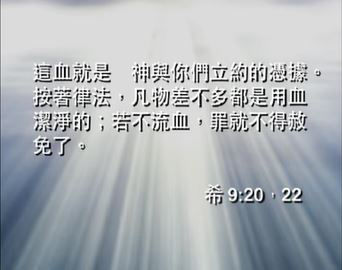 這血就是　神與你們立約的憑據。
按著律法，凡物差不多都是用血
潔淨的；若不流血，罪就不得赦
免了。
希 9:20，22